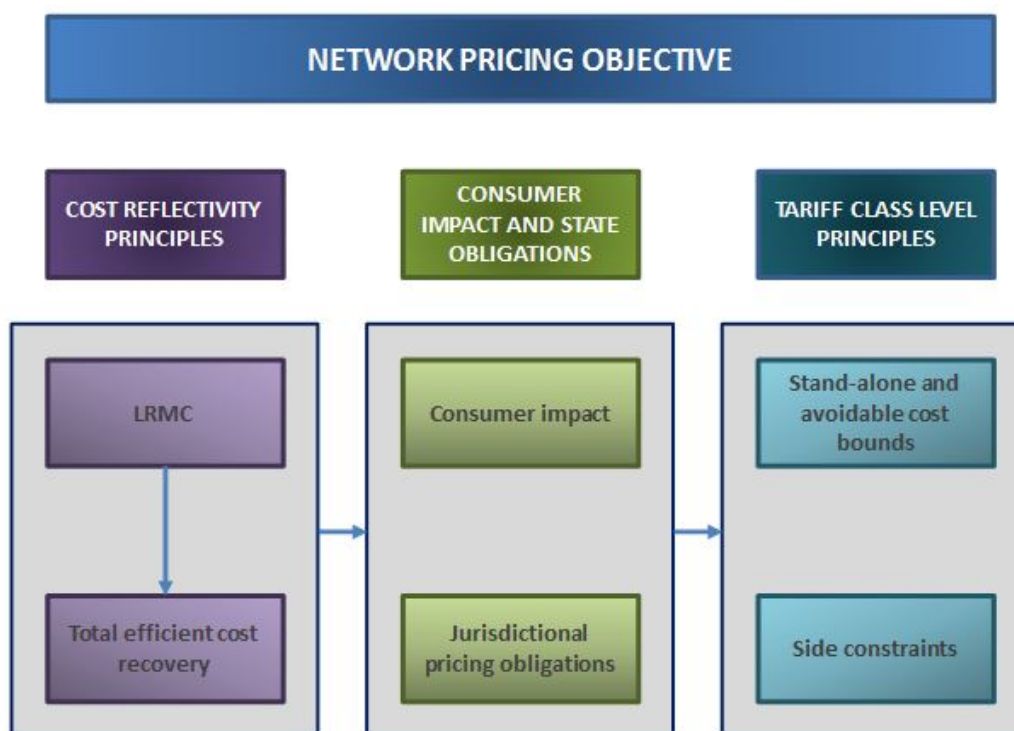 NETWORK PRICING OBJECTIVE
COST REFLECTIVITY
PRINCIPLES
CONSUMER
IMPACT AND STATE
OBLIGATIONS
TARIFF CLASS LEVEL
PRINCIPLES
LRMC
Total efficient cost
recovery
Consumer impact
Jurisdictional
pricing obligations
Stand-alone and
avoidable cost
bounds
Side constraints